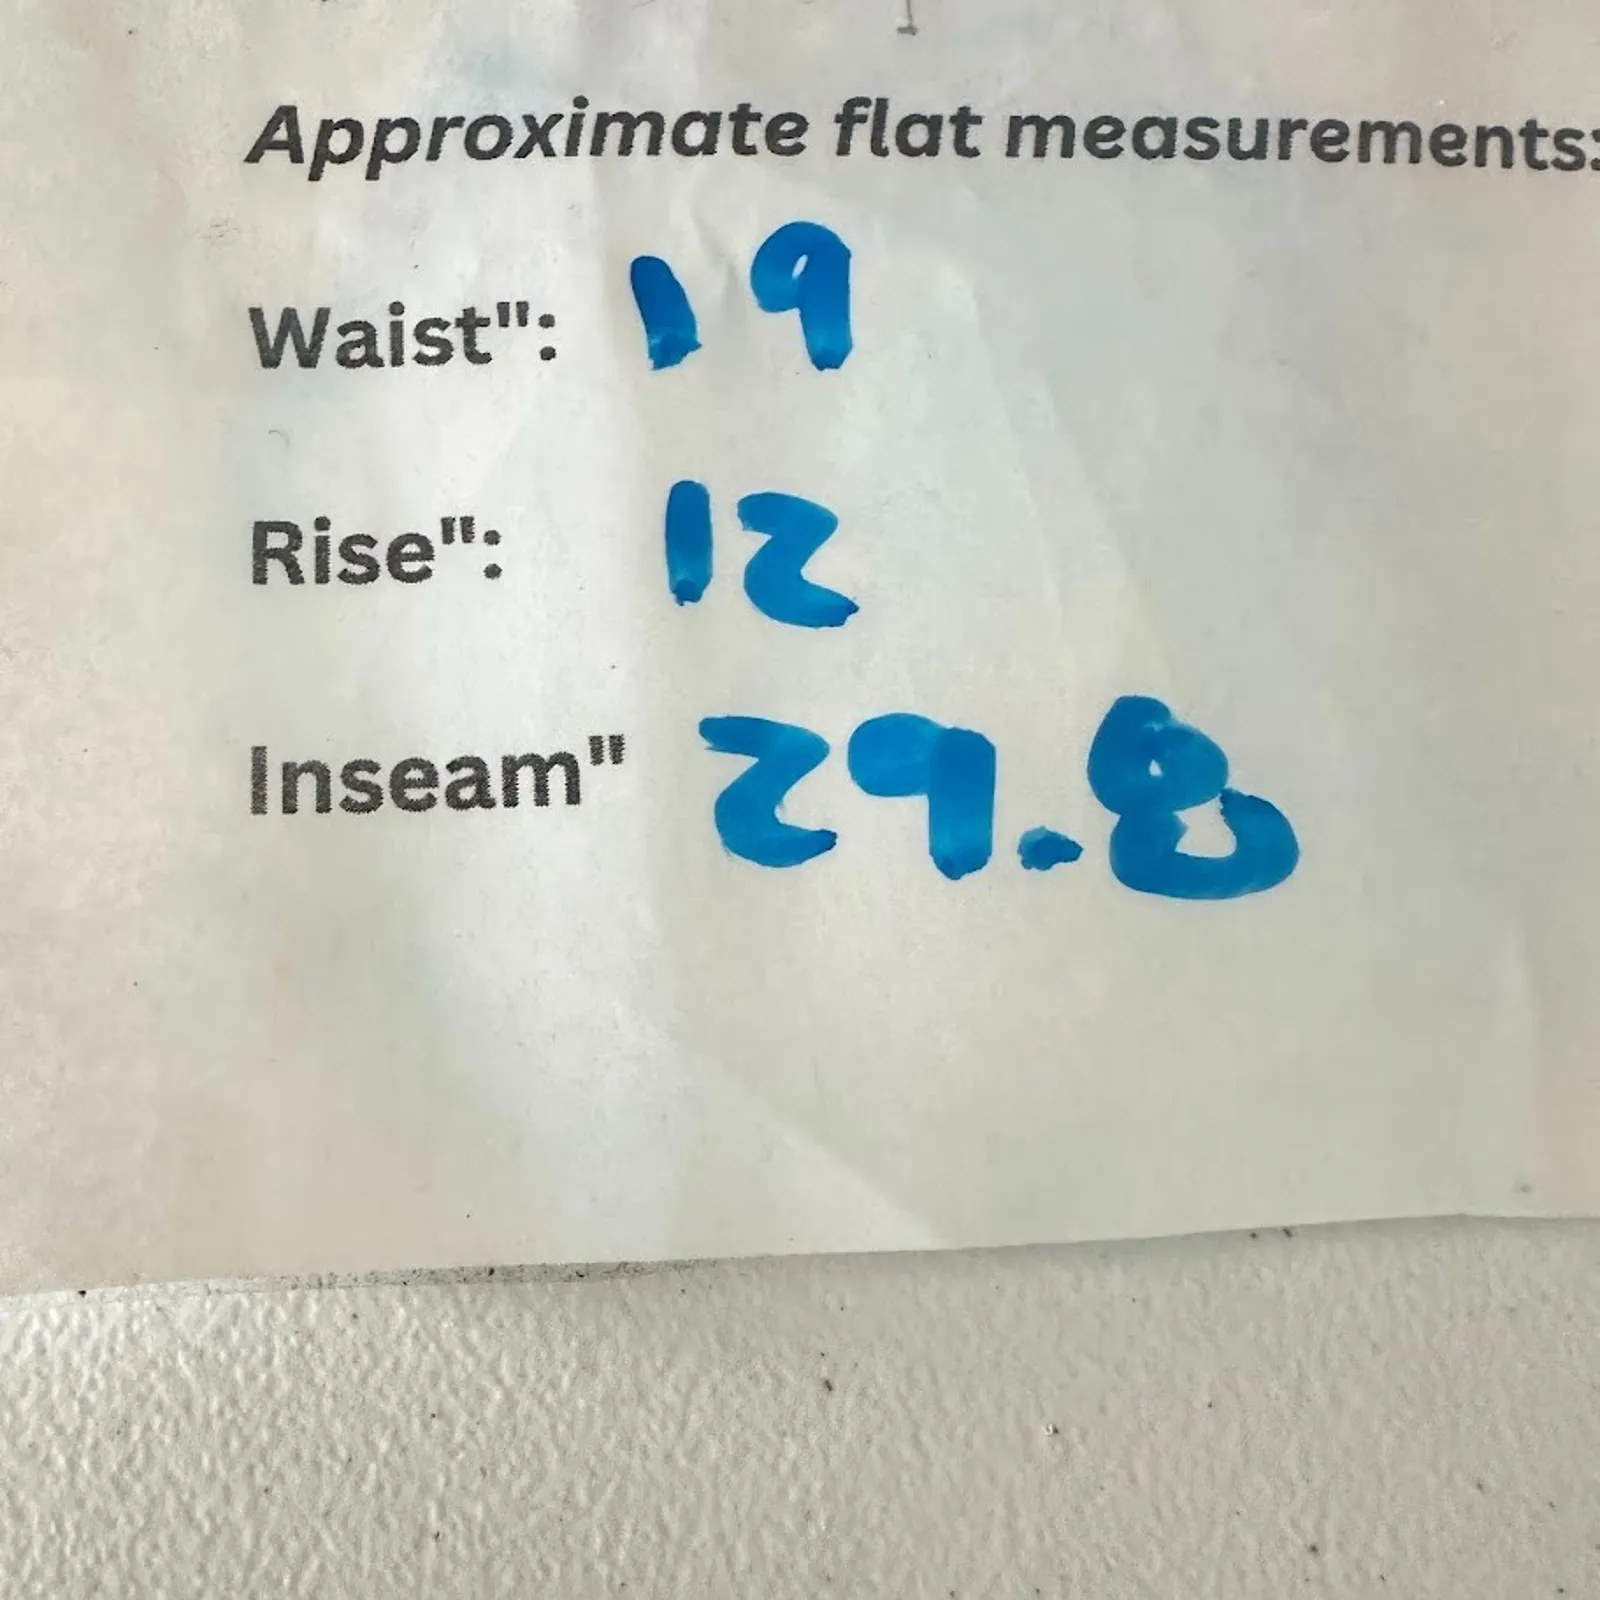 Approximate flat measurements:
Waist": 19
Rise": 12
Inseam" 29.8